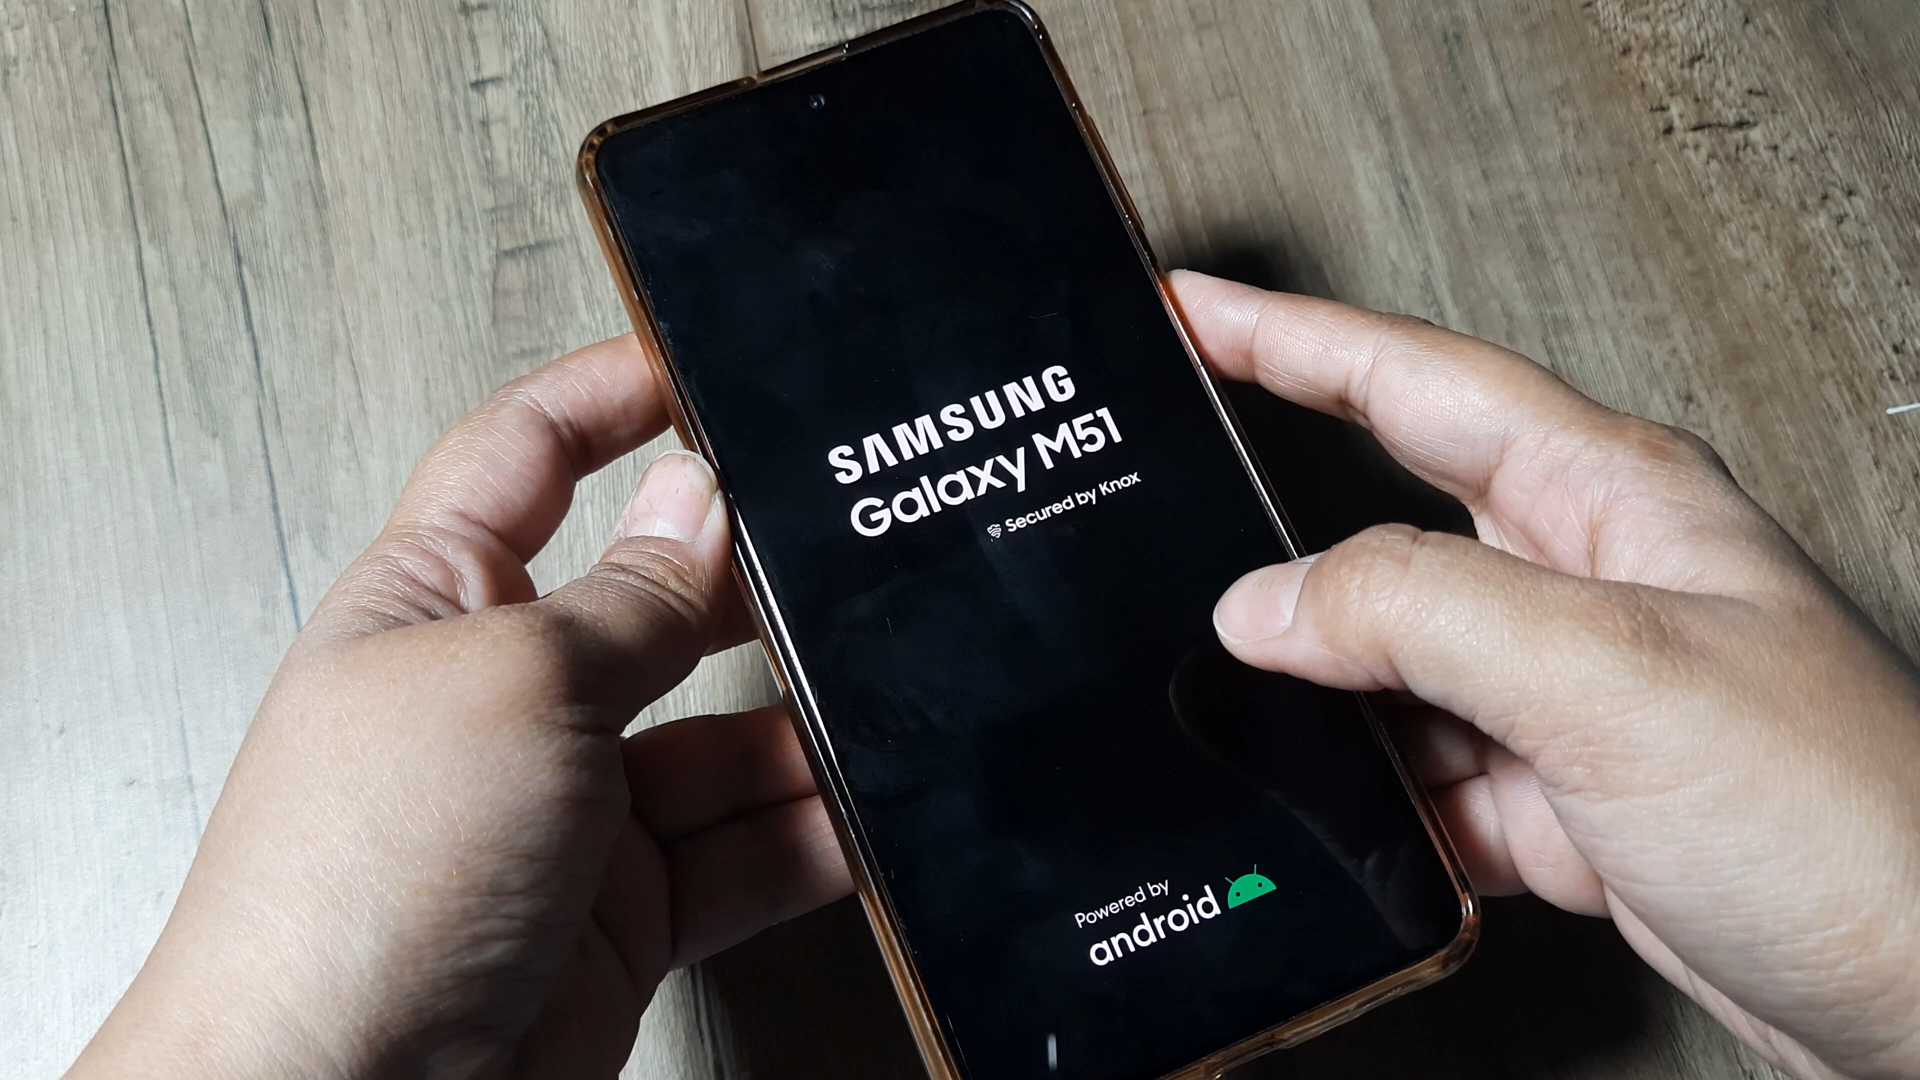 SAMSUNG
Galaxy M51
Secured by Knox
Powered by
android